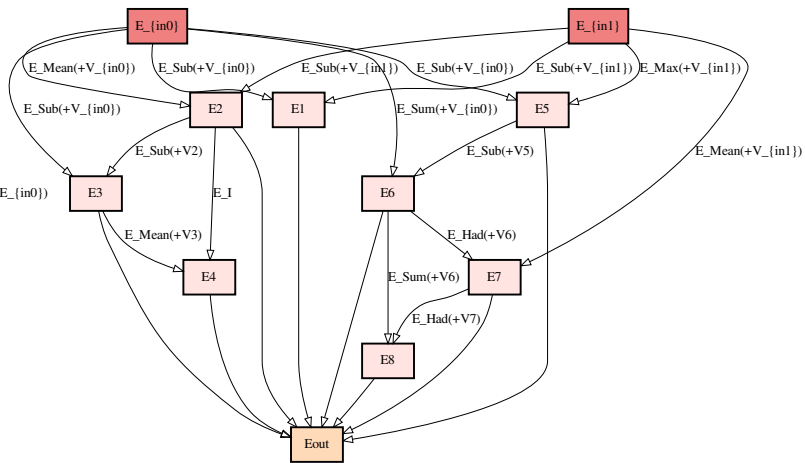 E_{in0}
E_{in1}
E_Mean(+V_{in0})
E_Sub(+V_{in0})
E_Sub(+V_{in1})
E_Sub(+V_{in0})
E_Sub(+V_{in1})
E_Max(+V_{in1})
E_Sub(+V_{in0})
E2
E1
E_Sum(+V_{in0})
E5
E_Sub(+V2)
E_Sub(+V5)
E_Mean(+V_{in1})
E_{in0})
E3
E_I
E6
E_Mean(+V3)
E_Had(+V6)
E4
E_Sum(+V6)
E7
E_Had(+V7)
E8
Eout